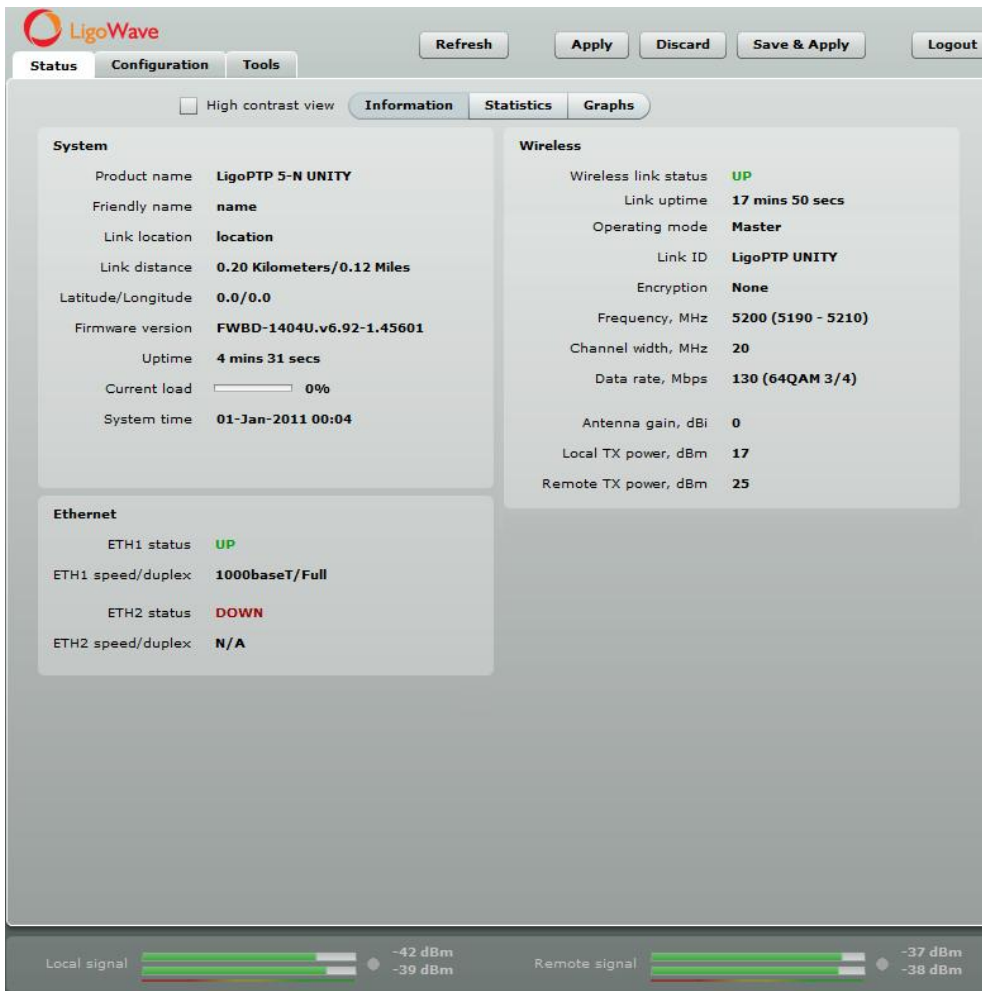 LigoWave
Refresh Apply Discard Save & Apply Logout
Status Configuration Tools
High contrast view Information Statistics Graphs
System
Product name LigoPTP 5-N UNITY
Friendly name name
Link location location
Link distance 0.20 Kilometers/0.12 Miles
Latitude/Longitude 0.0/0.0
Firmware version FWBD-1404U.v6.92-1.45601
Uptime 4 mins 31 secs
Current load 0%
System time 01-Jan-2011 00:04
Wireless
Wireless link status UP
Link uptime 17 mins 50 secs
Operating mode Master
Link ID LigoPTP UNITY
Encryption None
Frequency, MHz 5200 (5190 - 5210)
Channel width, MHz 20
Data rate, Mbps 130 (64QAM 3/4)
Antenna gain, dBi 0
Local TX power, dBm 17
Remote TX power, dBm 25
Ethernet
ETH1 status UP
ETH1 speed/duplex 1000baseT/Full
ETH2 status DOWN
ETH2 speed/duplex N/A
Local signal -42 dBm
-39 dBm
Remote signal -37 dBm
-38 dBm